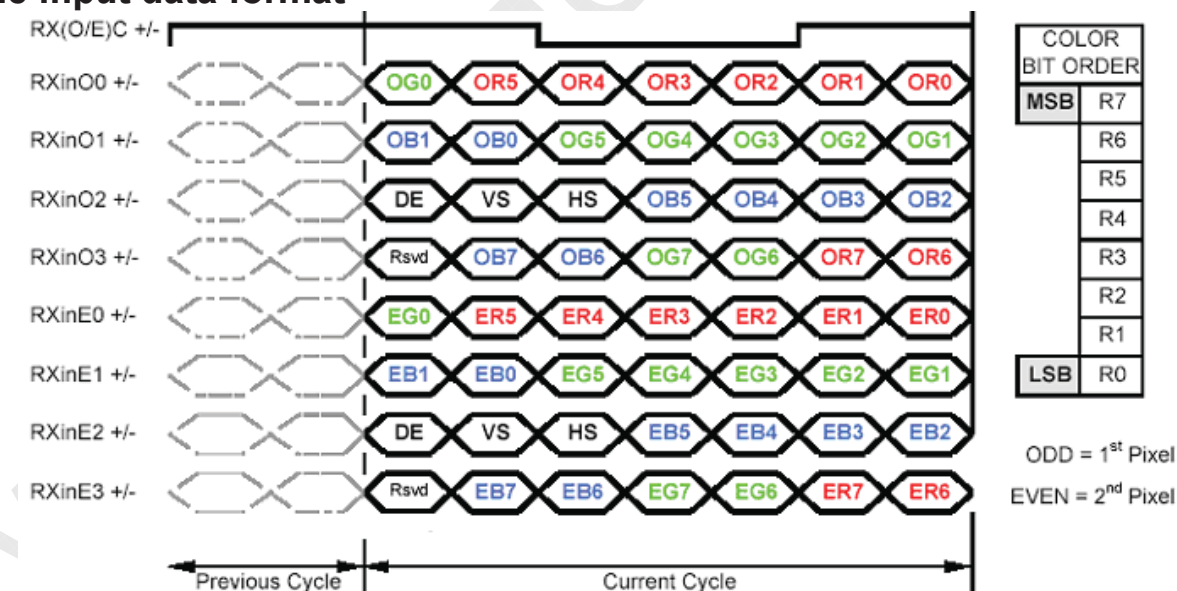 RX(O/E)C +/-
RXinO0 +/- OG0 OR5 OR4 OR3 OR2 OR1 OR0
RXinO1 +/- OB1 OB0 OG5 OG4 OG3 OG2 OG1
RXinO2 +/- DE VS HS OB5 OB4 OB3 OB2
RXinO3 +/- Rsvd OB7 OB6 OG7 OG6 OR7 OR6
RXinE0 +/- EG0 ER5 ER4 ER3 ER2 ER1 ER0
RXinE1 +/- EB1 EB0 EG5 EG4 EG3 EG2 EG1
RXinE2 +/- DE VS HS EB5 EB4 EB3 EB2
RXinE3 +/- Rsvd EB7 EB6 EG7 EG6 ER7 ER6
Previous Cycle Current Cycle
COLOR
BIT ORDER
MSB R7
R6
R5
R4
R3
R2
R1
LSB R0
ODD = 1st Pixel
EVEN = 2nd Pixel